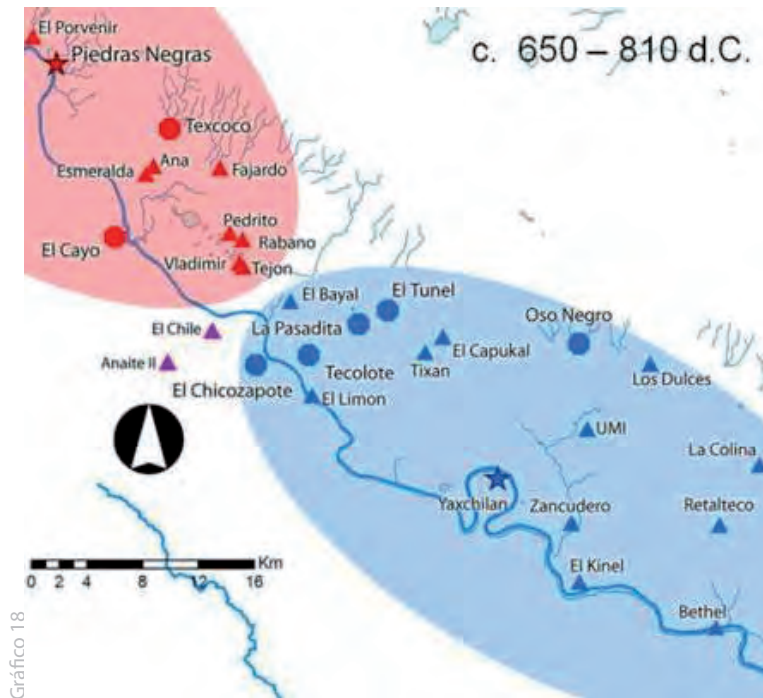 El Porvenir
Piedras Negras
c. 650 – 810 d.C.
Texcoco
Ana
Esmeralda
Fajardo
Pedrito
El Cayo
Rabano
Vladimir
Tejon
El Bayal
El Tunel
El Chile
La Pasadita
Oso Negro
El Capukal
Anaite II
Tecolote
Tixan
Los Dulces
El Chicozapote
El Limon
UMI
La Colina
Yaxchilan
Zancudero
Retalteco
Km
0 2 4 8 12 16
El Kinel
Bethel
Gráfico 18